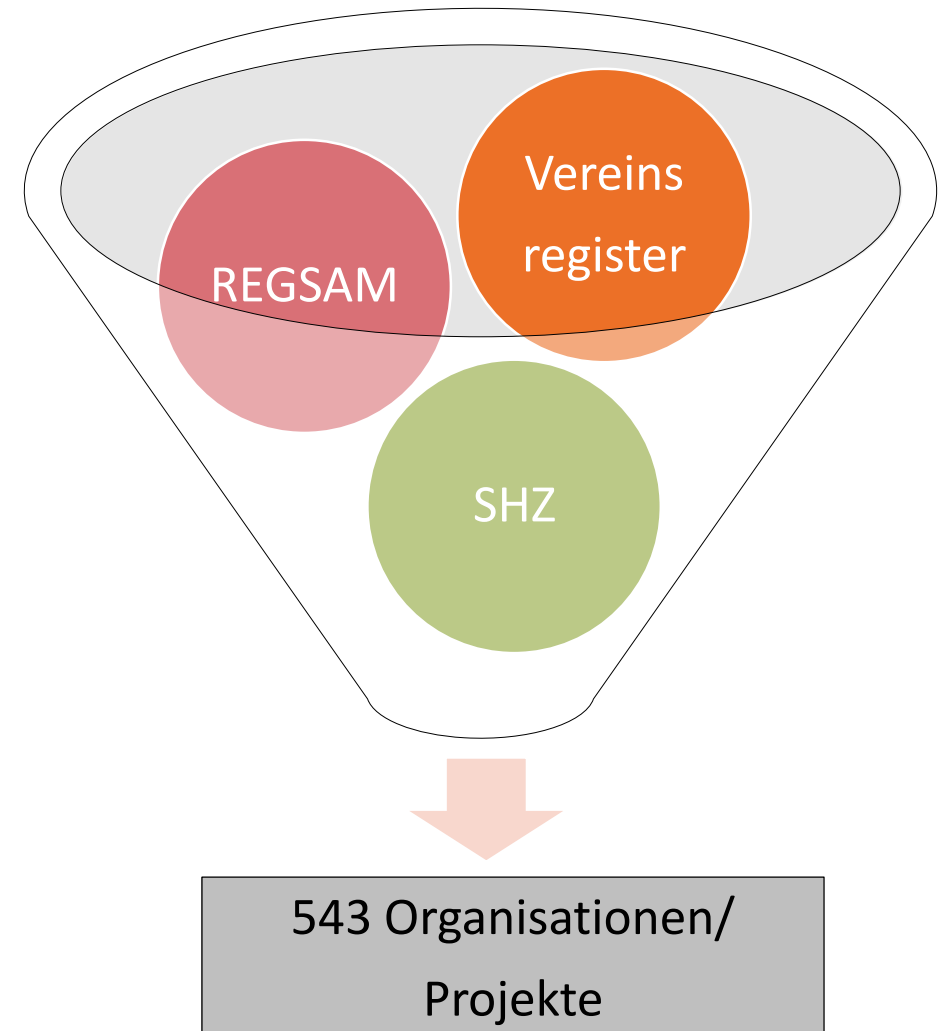 Vereins
register
REGSAM
SHZ
543 Organisationen/
Projekte